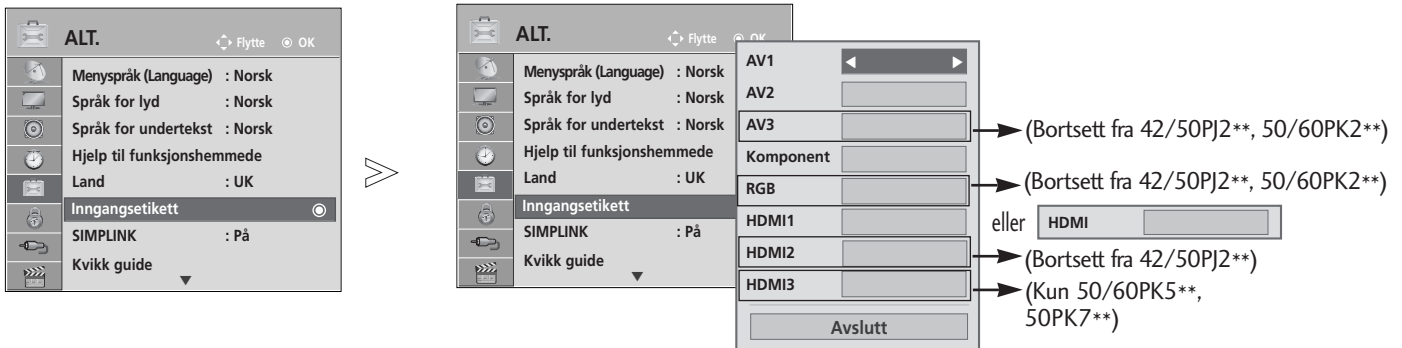 ALT.
Flytte OK
Menyspråk (Language) : Norsk
Språk for lyd : Norsk
Språk for undertekst : Norsk
Hjelp til funksjonshemmede
Land : UK
Inngangsetikett
SIMPLINK : På
Kvikk guide
ALT.
Flytte OK
Menyspråk (Language) : Norsk
Språk for lyd : Norsk
Språk for undertekst : Norsk
Hjelp til funksjonshemmede
Land : UK
Inngangsetikett
SIMPLINK : På
Kvikk guide
AV1
AV2
AV3
Komponent
RGB
HDMI1
HDMI2
HDMI3
Avslutt
(Bortsett fra 42/50PJ2**, 50/60PK2**)
(Bortsett fra 42/50PJ2**, 50/60PK2**)
eller HDMI
(Bortsett fra 42/50PJ2**)
(Kun 50/60PK5**,
50PK7**)